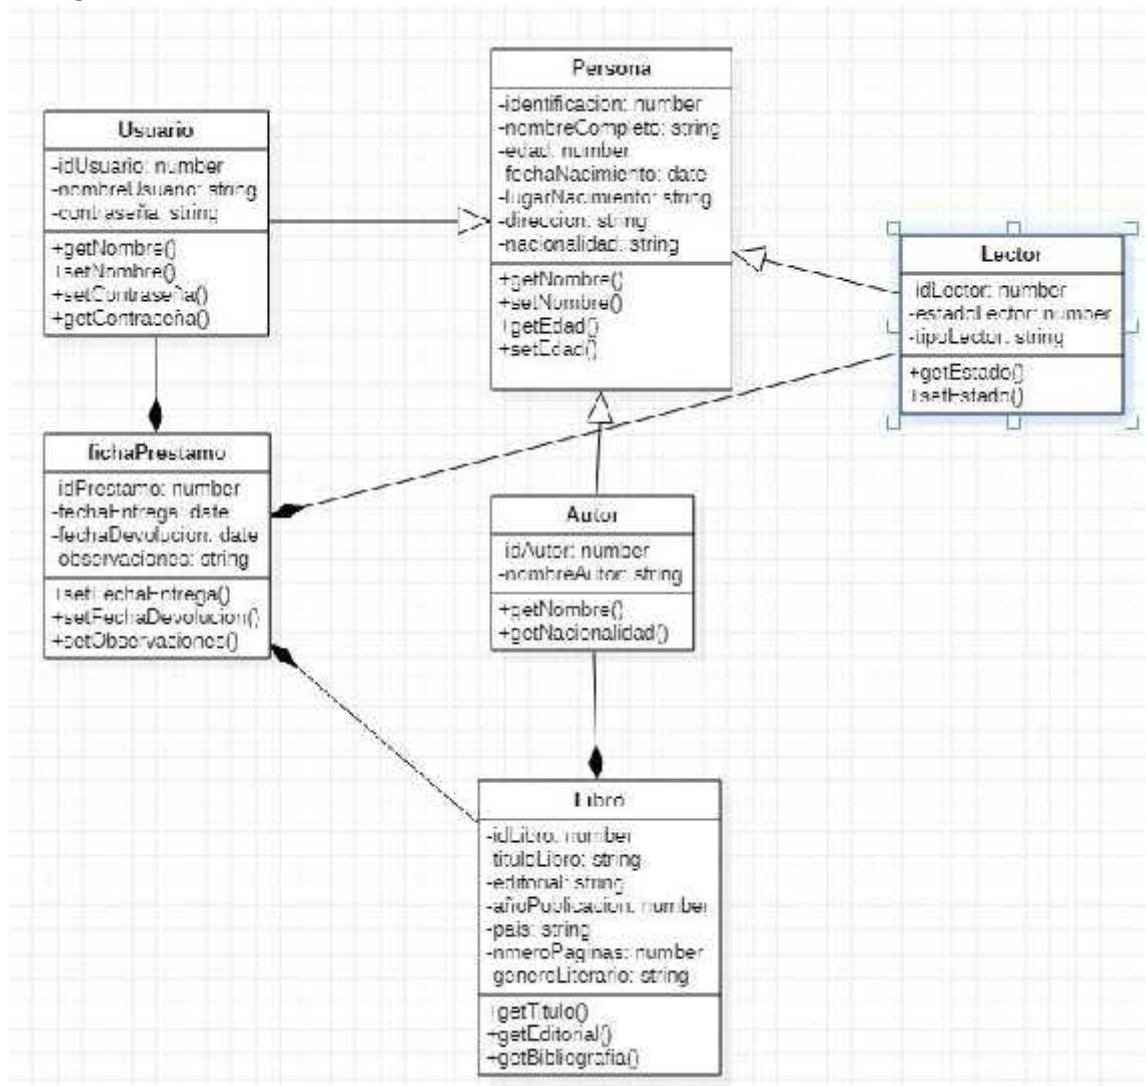 Persona
-identificacion: number
-nombreCompleto: string
-edad: number
-fechaNacimiento: date
-lugarNacimiento: string
-direccion: string
-nacionalidad: string
+getNombre()
+setNombre()
+getEdad()
+setEdad()
Usuario
-idUsuario: number
-nombreUsuario: string
-contraseña: string
+getNombre()
+setNombre()
+setContraseña()
+getContraseña()
Lector
-idLector: number
-estadoLector: number
-tipoLector: string
+getEstado()
+setEstado()
fichaPrestamo
-idPrestamo: number
-fechaEntrega: date
-fechaDevolucion: date
-observaciones: string
+setFechaEntrega()
+setFechaDevolucion()
+setObservaciones()
Autor
-idAutor: number
-nombreAutor: string
+getNombre()
+getNacionalidad()
Libro
-idLibro: number
-tituloLibro: string
-editorial: string
-añoPublicacion: number
-pais: string
-nmeroPaginas: number
-generoLiterario: string
+getTitulo()
+getEditorial()
+getBibliografia()